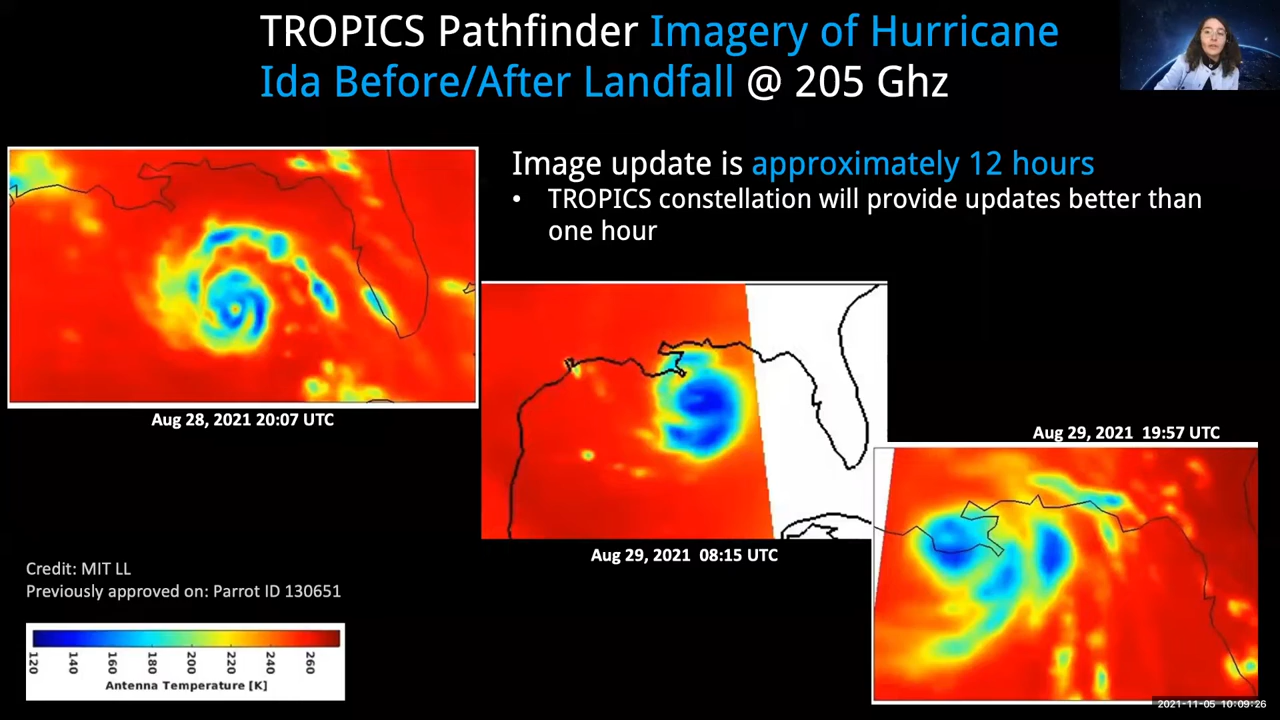 TROPICS Pathfinder Imagery of Hurricane
Ida Before/After Landfall @ 205 Ghz
Image update is approximately 12 hours
• TROPICS constellation will provide updates better than
one hour
Aug 28, 2021 20:07 UTC
Aug 29, 2021 08:15 UTC
Aug 29, 2021 19:57 UTC
Credit: MIT LL
Previously approved on: Parrot ID 130651
120 140 160 180 200 220 240 260
Antenna Temperature [K]
2021-11-05 10:09:26